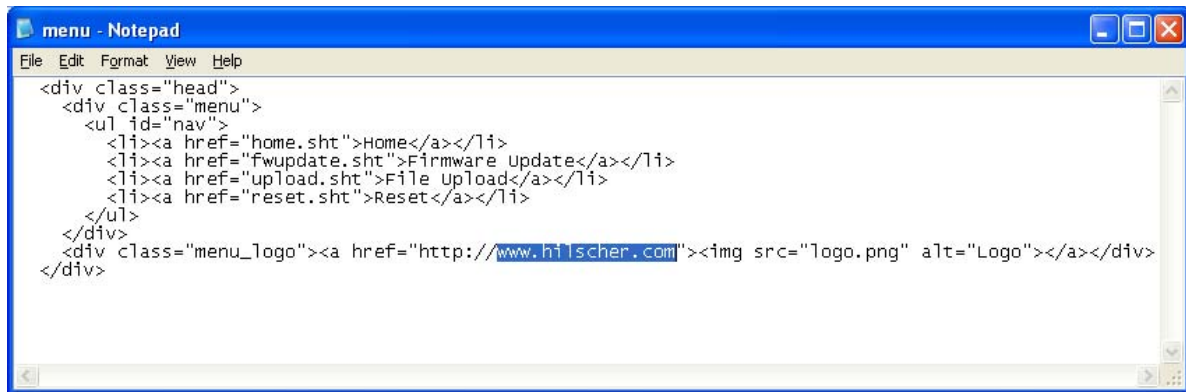 menu - Notepad
File Edit Format View Help
<div class="head">
<div class="menu">
<ul id="nav">
<li><a href="home.sht">Home</a></li>
<li><a href="fwupdate.sht">Firmware Update</a></li>
<li><a href="upload.sht">File Upload</a></li>
<li><a href="reset.sht">Reset</a></li>
</ul>
</div>
<div class="menu_logo"><a href="http://www.hilscher.com"><img src="logo.png" alt="Logo"></a></div>
</div>